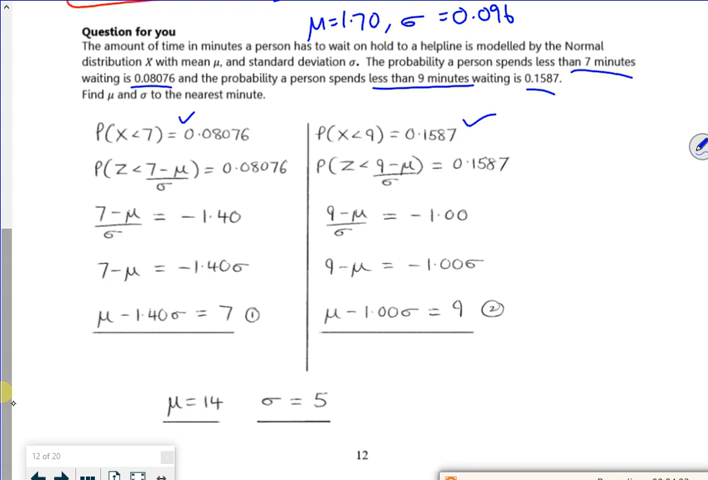 μ=1.70, σ =0.096
Question for you
The amount of time in minutes a person has to wait on hold to a helpline is modelled by the Normal
distribution X with mean μ, and standard deviation σ. The probability a person spends less than 7 minutes
waiting is 0.08076 and the probability a person spends less than 9 minutes waiting is 0.1587.
Find μ and σ to the nearest minute.
P(X<7) = 0.08076
P(Z < (7-μ)/σ) = 0.08076
(7-μ)/σ = -1.40
7-μ = -1.40σ
μ - 1.40σ = 7 ①
P(X<9) = 0.1587
P(Z < (9-μ)/σ) = 0.1587
(9-μ)/σ = -1.00
9-μ = -1.00σ
μ - 1.00σ = 9 ②
μ = 14 σ = 5
12
12 of 20